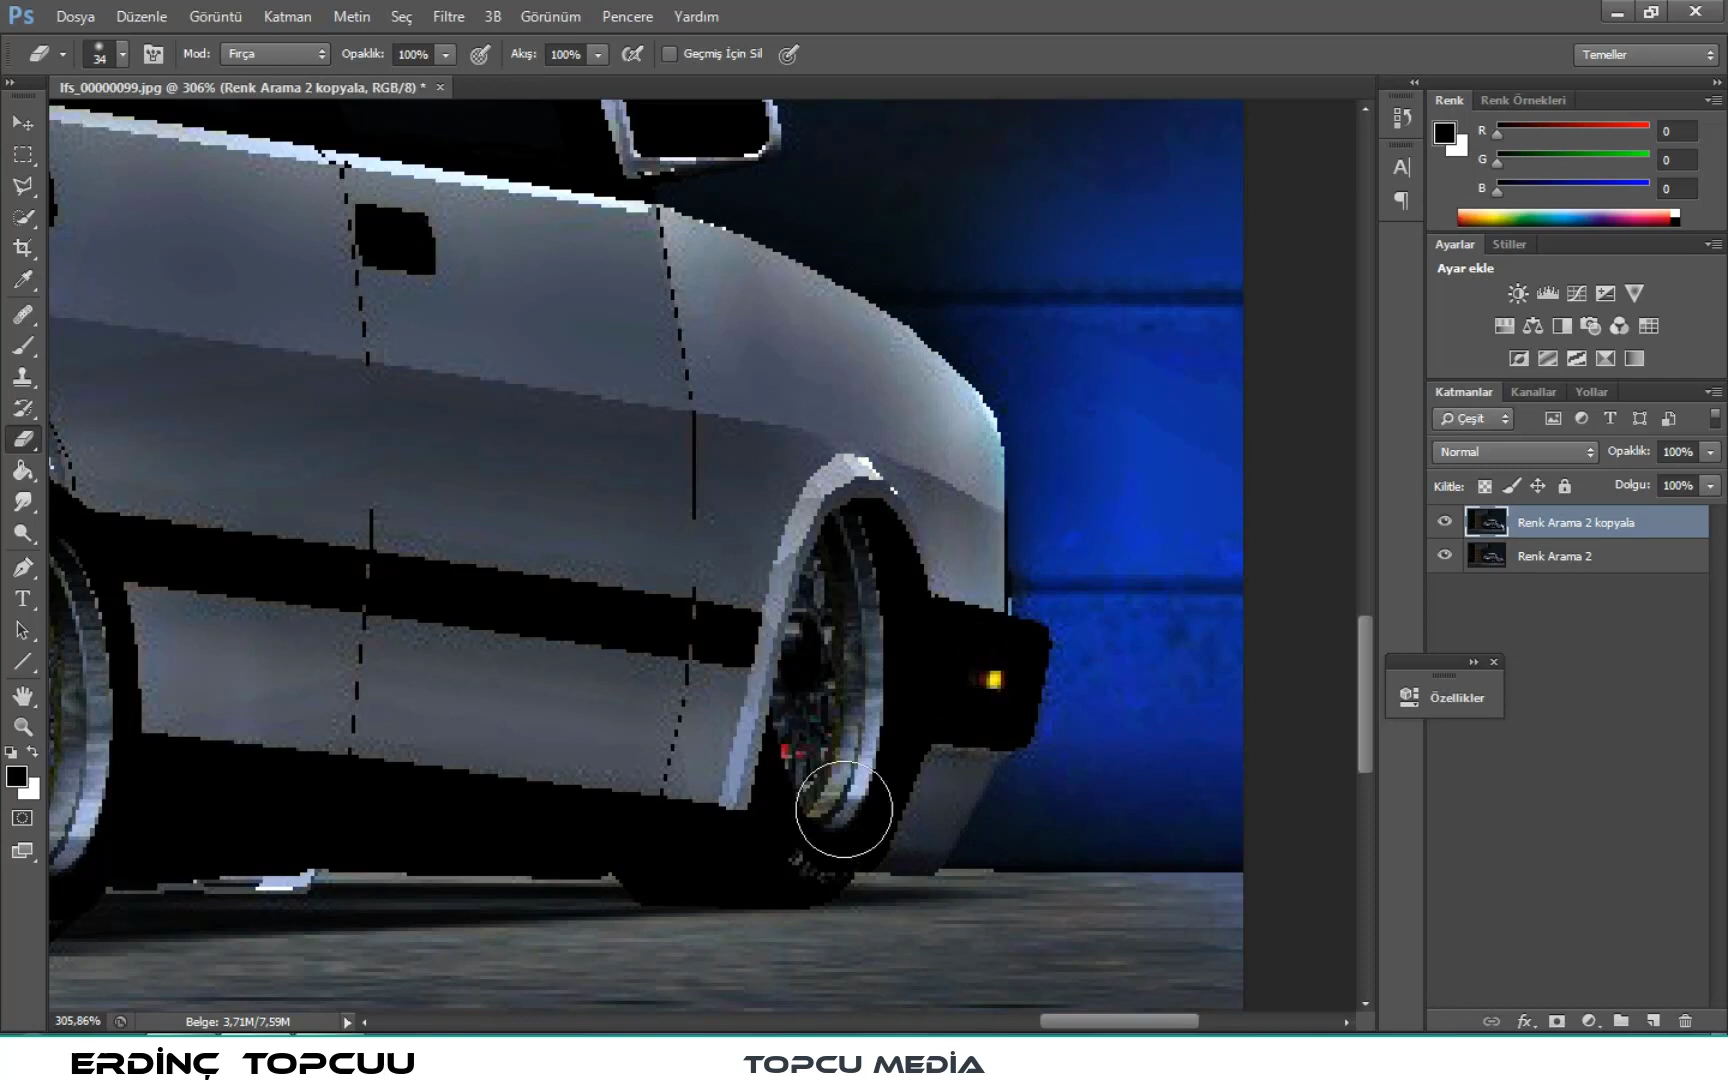 Ps Dosya Düzenle Görüntü Katman Metin Seç Filtre 3B Görünüm Pencere Yardım
34 Mod: Fırça Opaklık: 100% Akış: 100% Geçmiş İçin Sil Temeller
lfs_00000099.jpg @ 306% (Renk Arama 2 kopyala, RGB/8) *
Renk Renk Örnekleri
R 0
G 0
B 0
Ayarlar Stiller
Ayar ekle
Katmanlar Kanallar Yollar
Çeşit
Normal Opaklık: 100%
Kilitle: Dolgu: 100%
Renk Arama 2 kopyala
Renk Arama 2
Özellikler
305,86% Belge: 3,71M/7,59M
ERDİNÇ TOPCUU TOPCU MEDİA